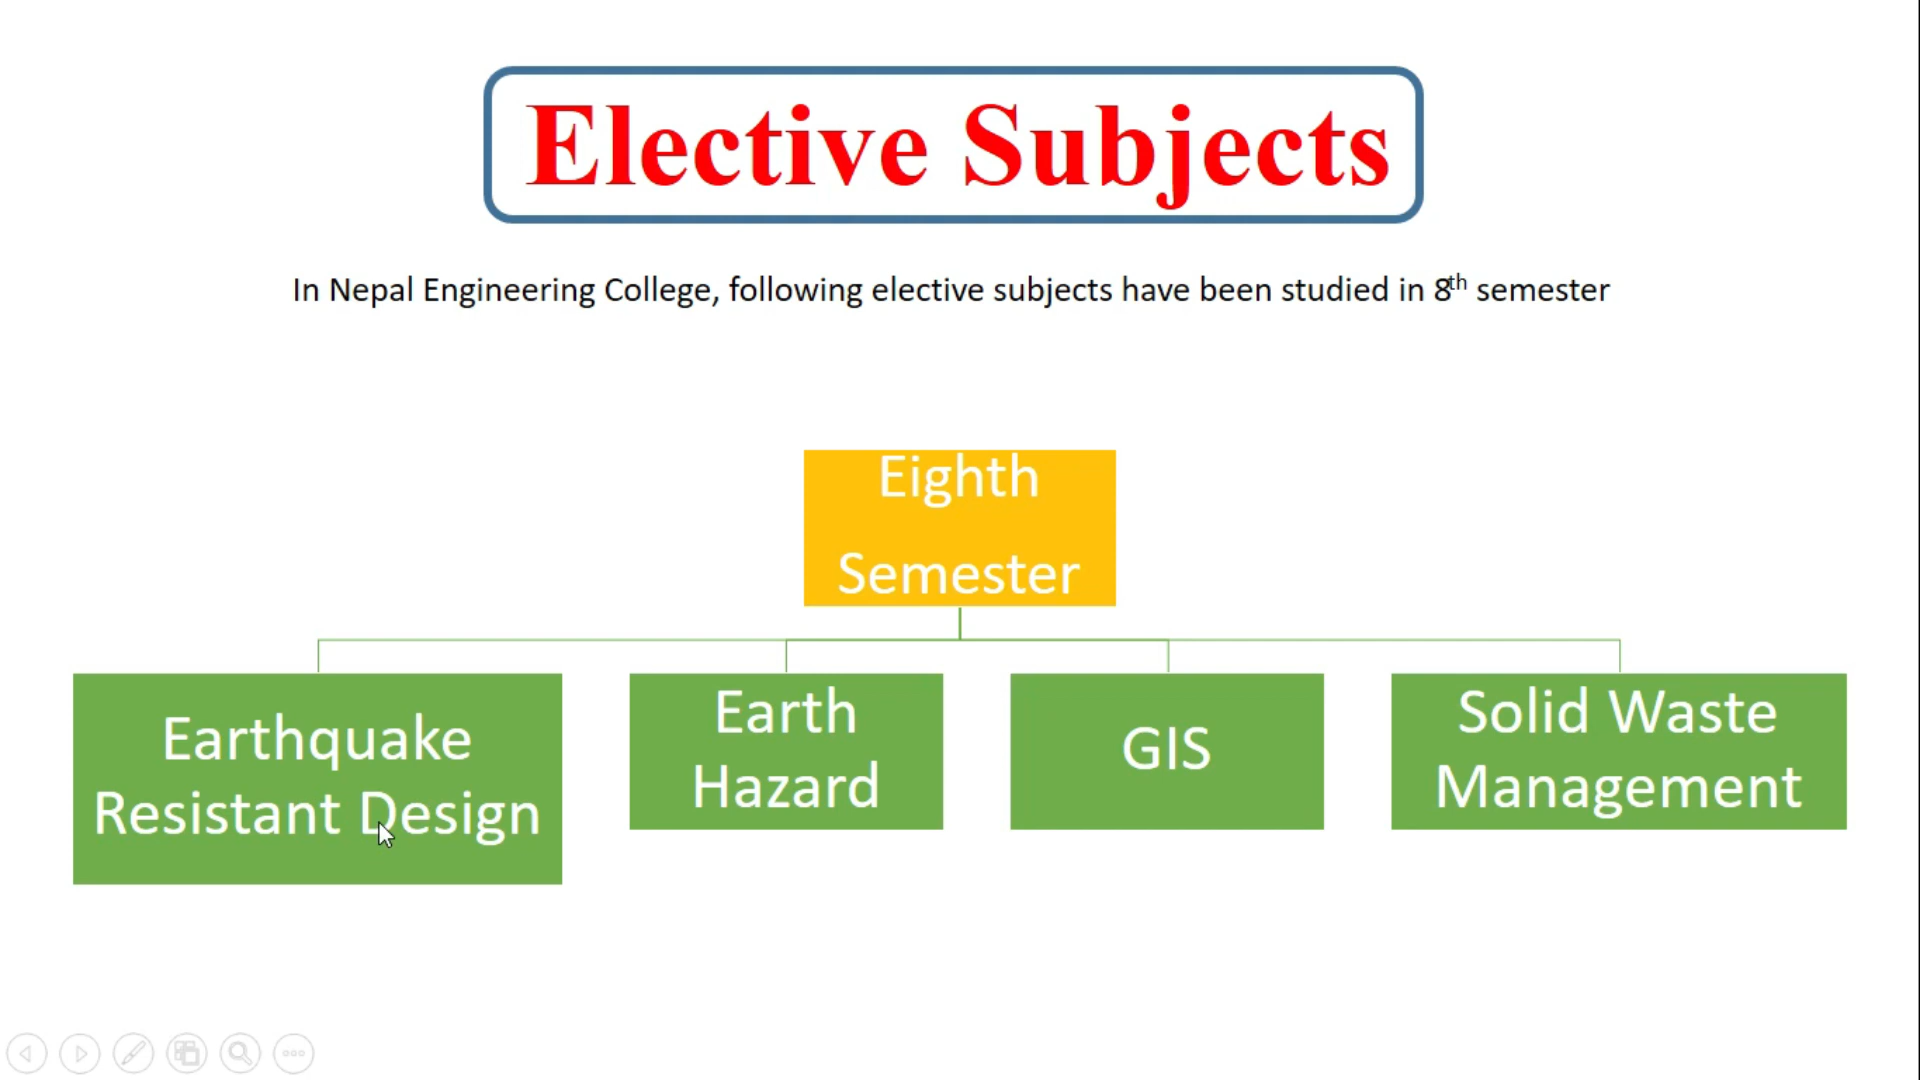 Elective Subjects
In Nepal Engineering College, following elective subjects have been studied in 8th semester
Eighth
Semester
Earthquake
Resistant Design
Earth
Hazard
GIS
Solid Waste
Management